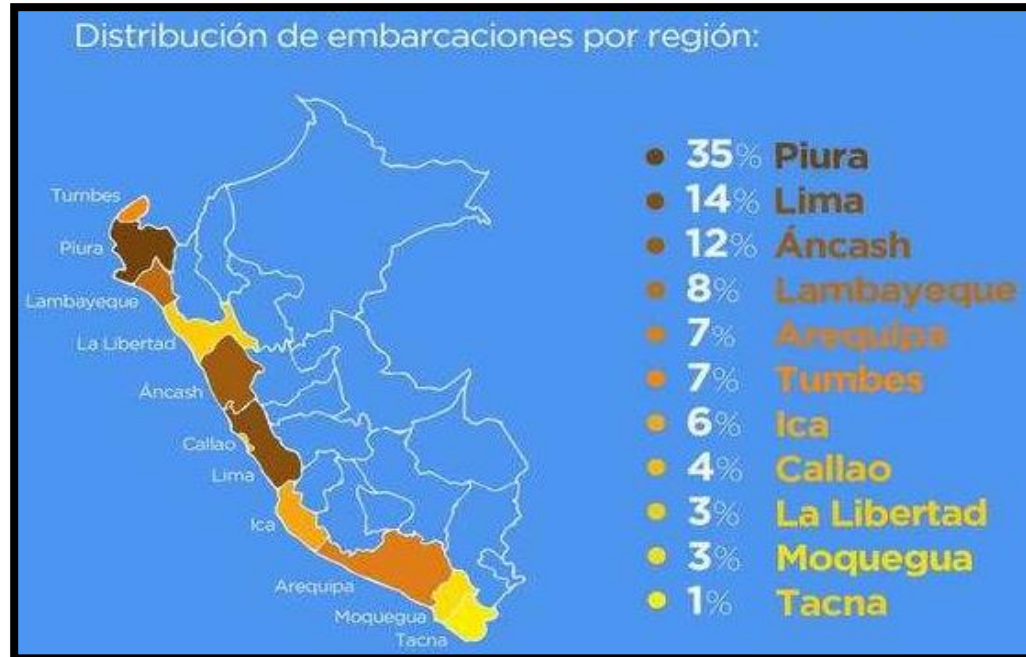 Distribución de embarcaciones por región:
Tumbes
Piura
Lambayeque
La Libertad
Áncash
Callao
Lima
Ica
Arequipa
Moquegua
Tacna
35% Piura
14% Lima
12% Áncash
8% Lambayeque
7% Arequipa
7% Tumbes
6% Ica
4% Callao
3% La Libertad
3% Moquegua
1% Tacna